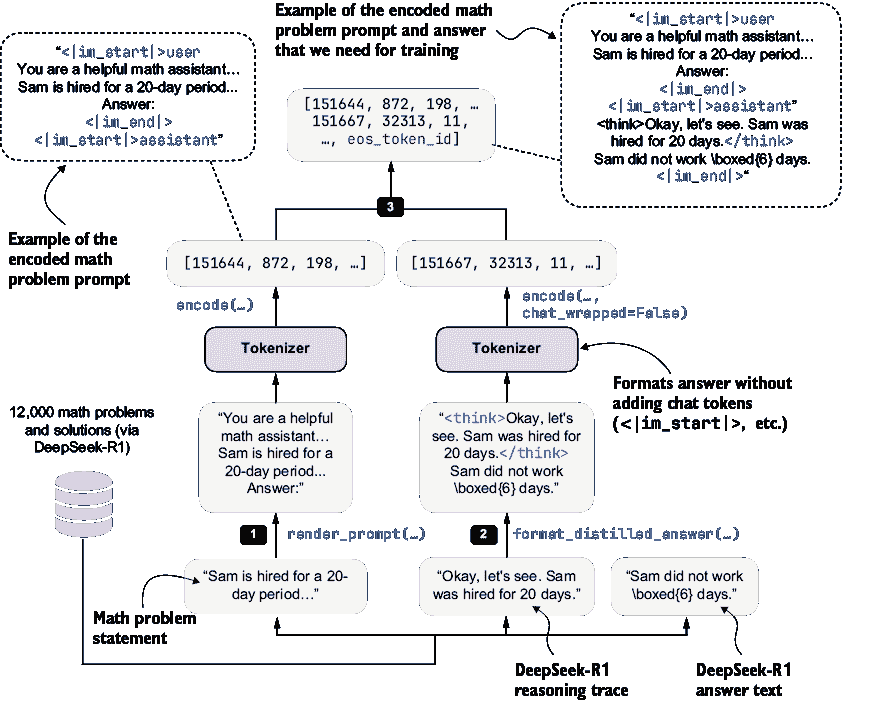 Example of the encoded math
problem prompt and answer
that we need for training
"<|im_start|>user
You are a helpful math assistant…
Sam is hired for a 20-day period…
Answer:
<|im_end|>
<|im_start|>assistant"
"<|im_start|>user
You are a helpful math assistant…
Sam is hired for a 20-day period…
Answer:
<|im_end|>
<|im_start|>assistant"
<think>Okay, let's see. Sam was
hired for 20 days.</think>
Sam did not work \boxed{6} days.
<|im_end|>"
[151644, 872, 198, …
151667, 32313, 11,
…, eos_token_id]
3
Example of the
encoded math
problem prompt
[151644, 872, 198, …]
[151667, 32313, 11, …]
encode(…)
encode(…,
chat_wrapped=False)
Tokenizer
Tokenizer
Formats answer without
adding chat tokens
(<|im_start|>, etc.)
12,000 math problems
and solutions (via
DeepSeek-R1)
"You are a helpful
math assistant…
Sam is hired for a
20-day period…
Answer:"
"<think>Okay, let's
see. Sam was hired for
20 days.</think>
Sam did not work
\boxed{6} days."
1
render_prompt(…)
2
format_distilled_answer(…)
"Sam is hired for a 20-
day period…"
"Okay, let's see. Sam
was hired for 20 days."
"Sam did not work
\boxed{6} days."
Math problem
statement
DeepSeek-R1
reasoning trace
DeepSeek-R1
answer text